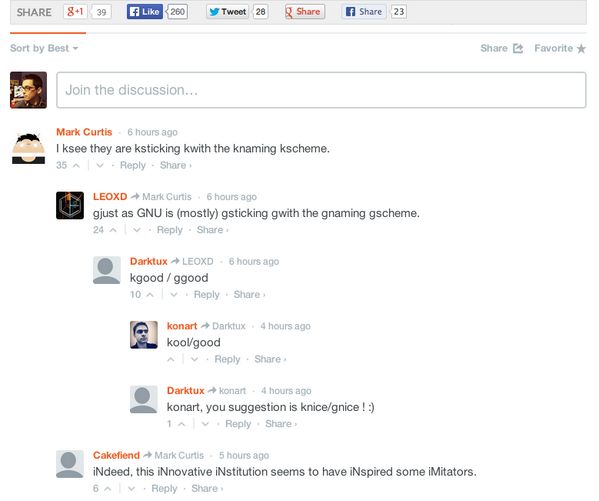 SHARE +1 39 Like 260 Tweet 28 Share Share 23
Sort by Best Share Favorite
Join the discussion...
Mark Curtis · 6 hours ago
I ksee they are ksticking kwith the knaming kscheme.
35 · Reply · Share ›
LEOXD Mark Curtis · 6 hours ago
gjust as GNU is (mostly) gsticking gwith the gnaming gscheme.
24 · Reply · Share ›
Darktux LEOXD · 6 hours ago
kgood / ggood
10 · Reply · Share ›
konart Darktux · 4 hours ago
kool/good
· Reply · Share ›
Darktux konart · 4 hours ago
konart, you suggestion is knice/gnice ! :)
1 · Reply · Share ›
Cakefiend Mark Curtis · 5 hours ago
iNdeed, this iNnovative iNstitution seems to have iNspired some iMitators.
6 · Reply · Share ›